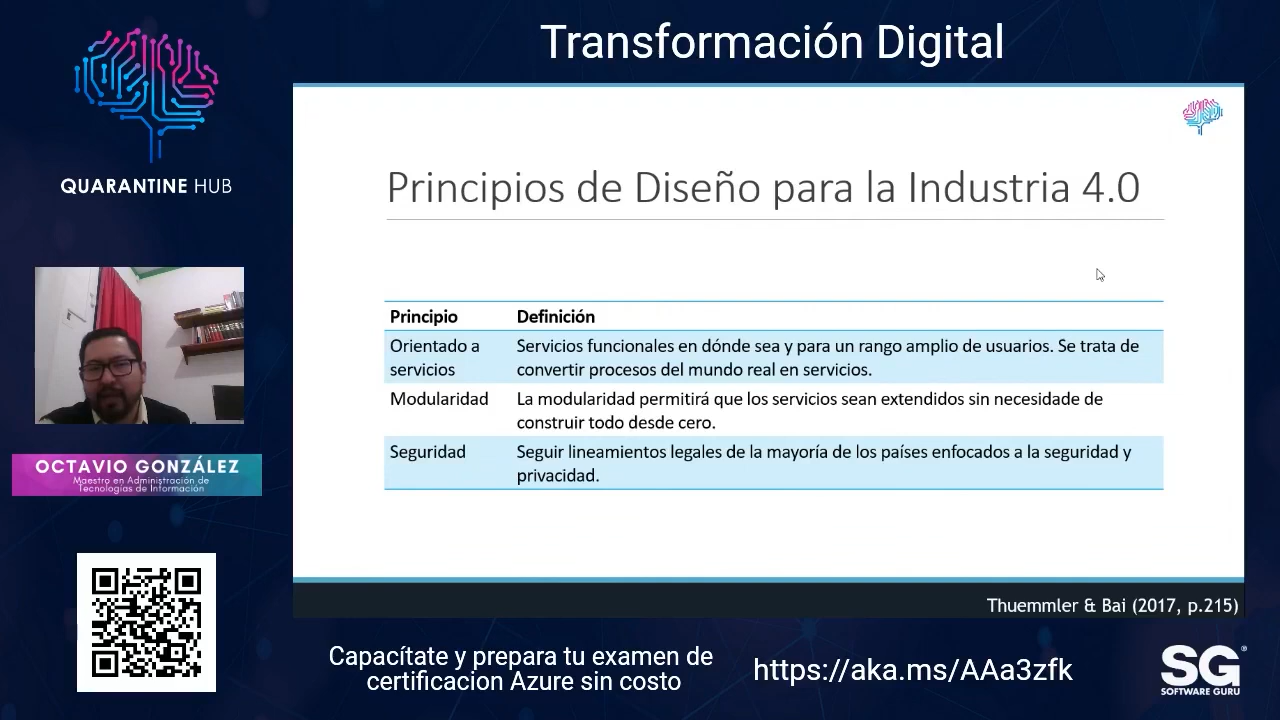 Transformación Digital
QUARANTINE HUB
Principios de Diseño para la Industria 4.0
Principio Definición
Orientado a servicios Servicios funcionales en dónde sea y para un rango amplio de usuarios. Se trata de
convertir procesos del mundo real en servicios.
Modularidad La modularidad permitirá que los servicios sean extendidos sin necesidade de
construir todo desde cero.
Seguridad Seguir lineamientos legales de la mayoría de los países enfocados a la seguridad y
privacidad.
Thuemmler & Bai (2017, p.215)
OCTAVIO GONZÁLEZ
Maestro en Administración de
Tecnologías de Información
Capacítate y prepara tu examen de
certificacion Azure sin costo
https://aka.ms/AAa3zfk
SG
SOFTWARE GURU